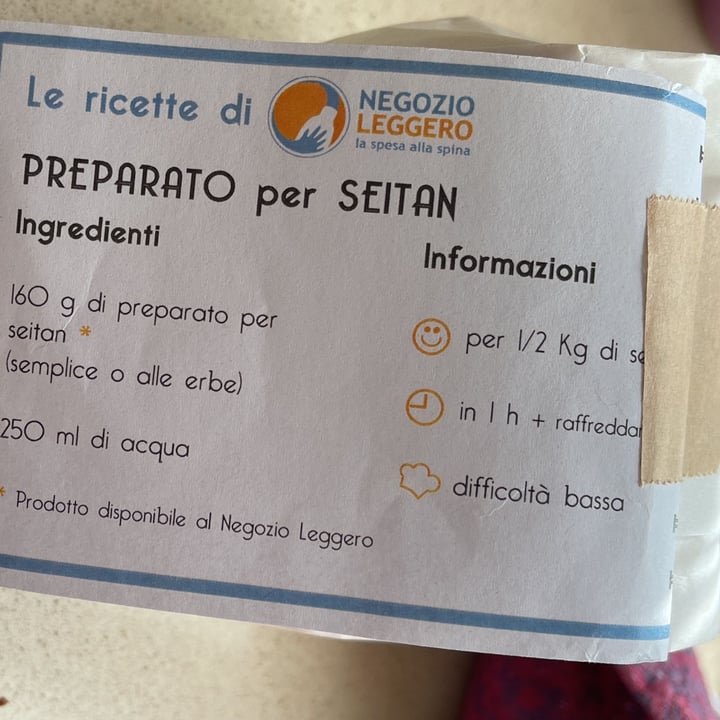 Le ricette di
NEGOZIO
LEGGERO
la spesa alla spina
PREPARATO per SEITAN
Ingredienti
160 g di preparato per
seitan *
(semplice o alle erbe)
250 ml di acqua
* Prodotto disponibile al Negozio Leggero
Informazioni
per 1/2 Kg di
in 1 h +
difficoltà bassa